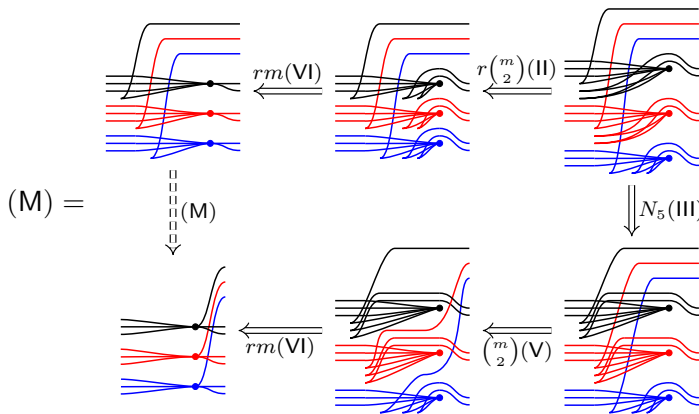 rm(VI)
r(m 2)(II)
(M) =
(M)
N₅(III)
rm(VI)
(m 2)(V)